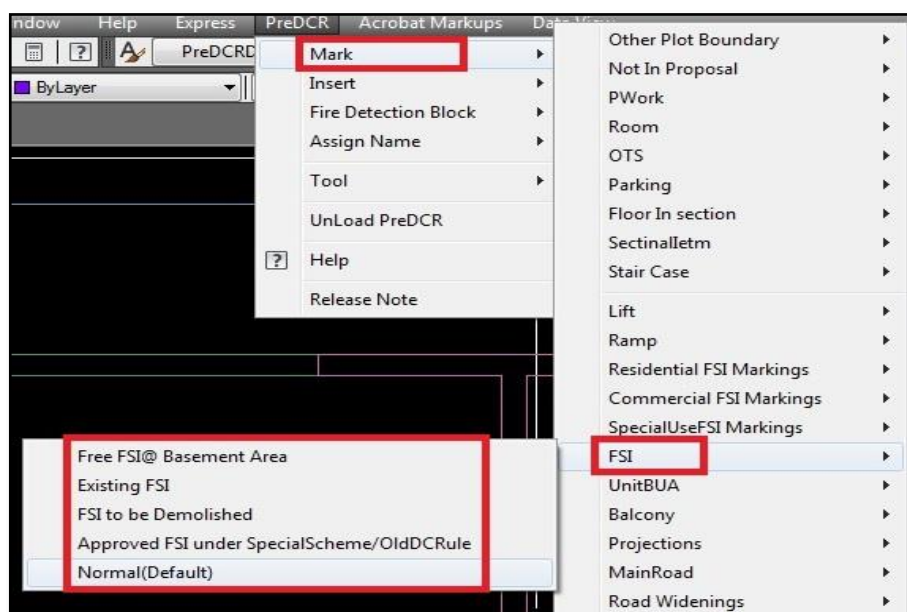 ndow Help Express PreDCR Acrobat Markups
PreDCRD
ByLayer
Mark
Insert
Fire Detection Block
Assign Name
Tool
UnLoad PreDCR
? Help
Release Note
Other Plot Boundary
Not In Proposal
PWork
Room
OTS
Parking
Floor In section
SectinalIetm
Stair Case
Lift
Ramp
Residential FSI Markings
Commercial FSI Markings
SpecialUseFSI Markings
FSI
UnitBUA
Balcony
Projections
MainRoad
Road Widenings
Free FSI@ Basement Area
Existing FSI
FSI to be Demolished
Approved FSI under SpecialScheme/OldDCRule
Normal(Default)